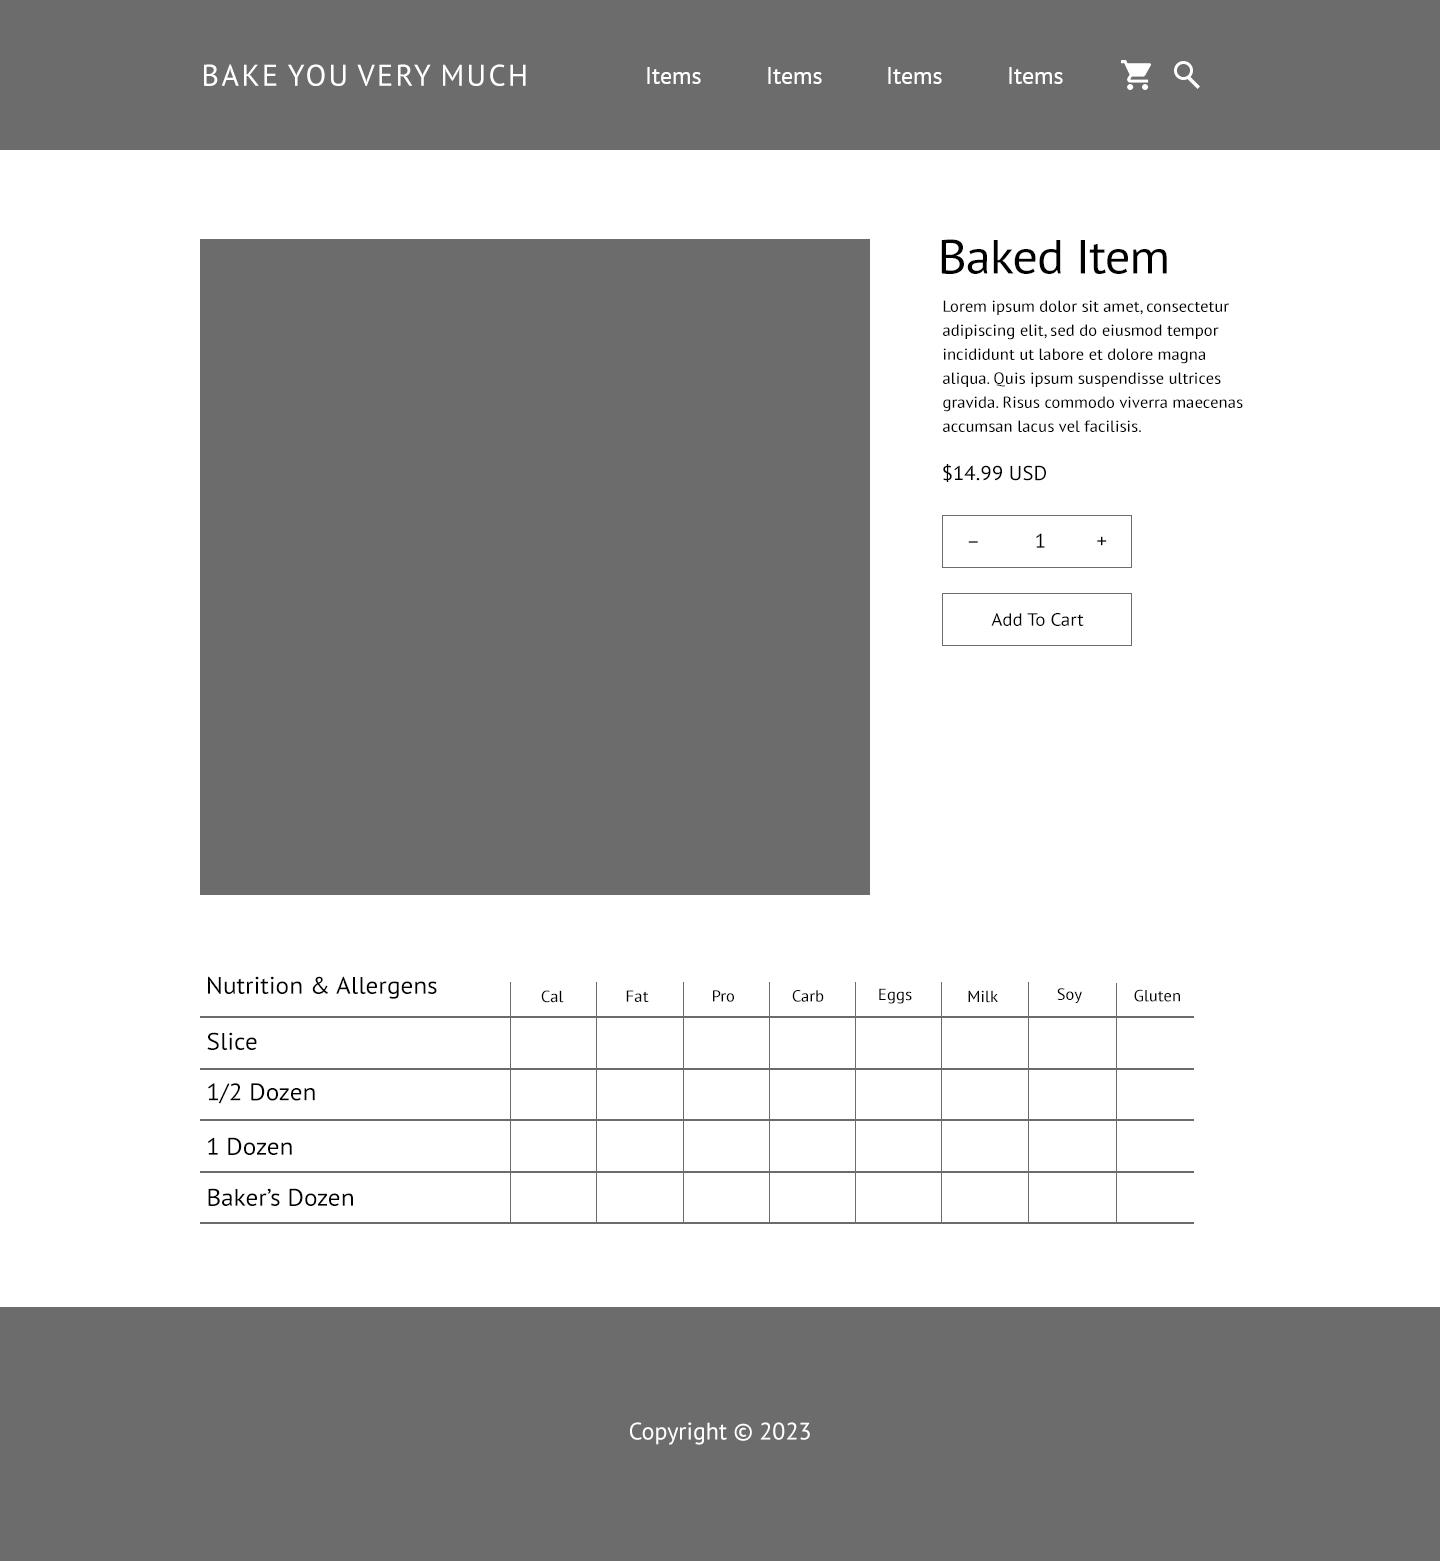 BAKE YOU VERY MUCH Items Items Items Items
Baked Item
Lorem ipsum dolor sit amet, consectetur
adipiscing elit, sed do eiusmod tempor
incididunt ut labore et dolore magna
aliqua. Quis ipsum suspendisse ultrices
gravida. Risus commodo viverra maecenas
accumsan lacus vel facilisis.
$14.99 USD
– 1 +
Add To Cart
Nutrition & Allergens Cal Fat Pro Carb Eggs Milk Soy Gluten
Slice
1/2 Dozen
1 Dozen
Baker’s Dozen
Copyright © 2023